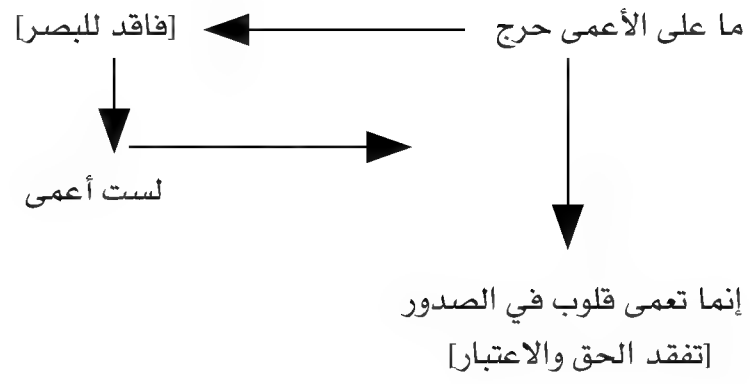 ما على الأعمى حرج
[فاقد للبصر]
لست أعمى
إنما تعمى قلوب في الصدور
[تفقد الحق والاعتبار]